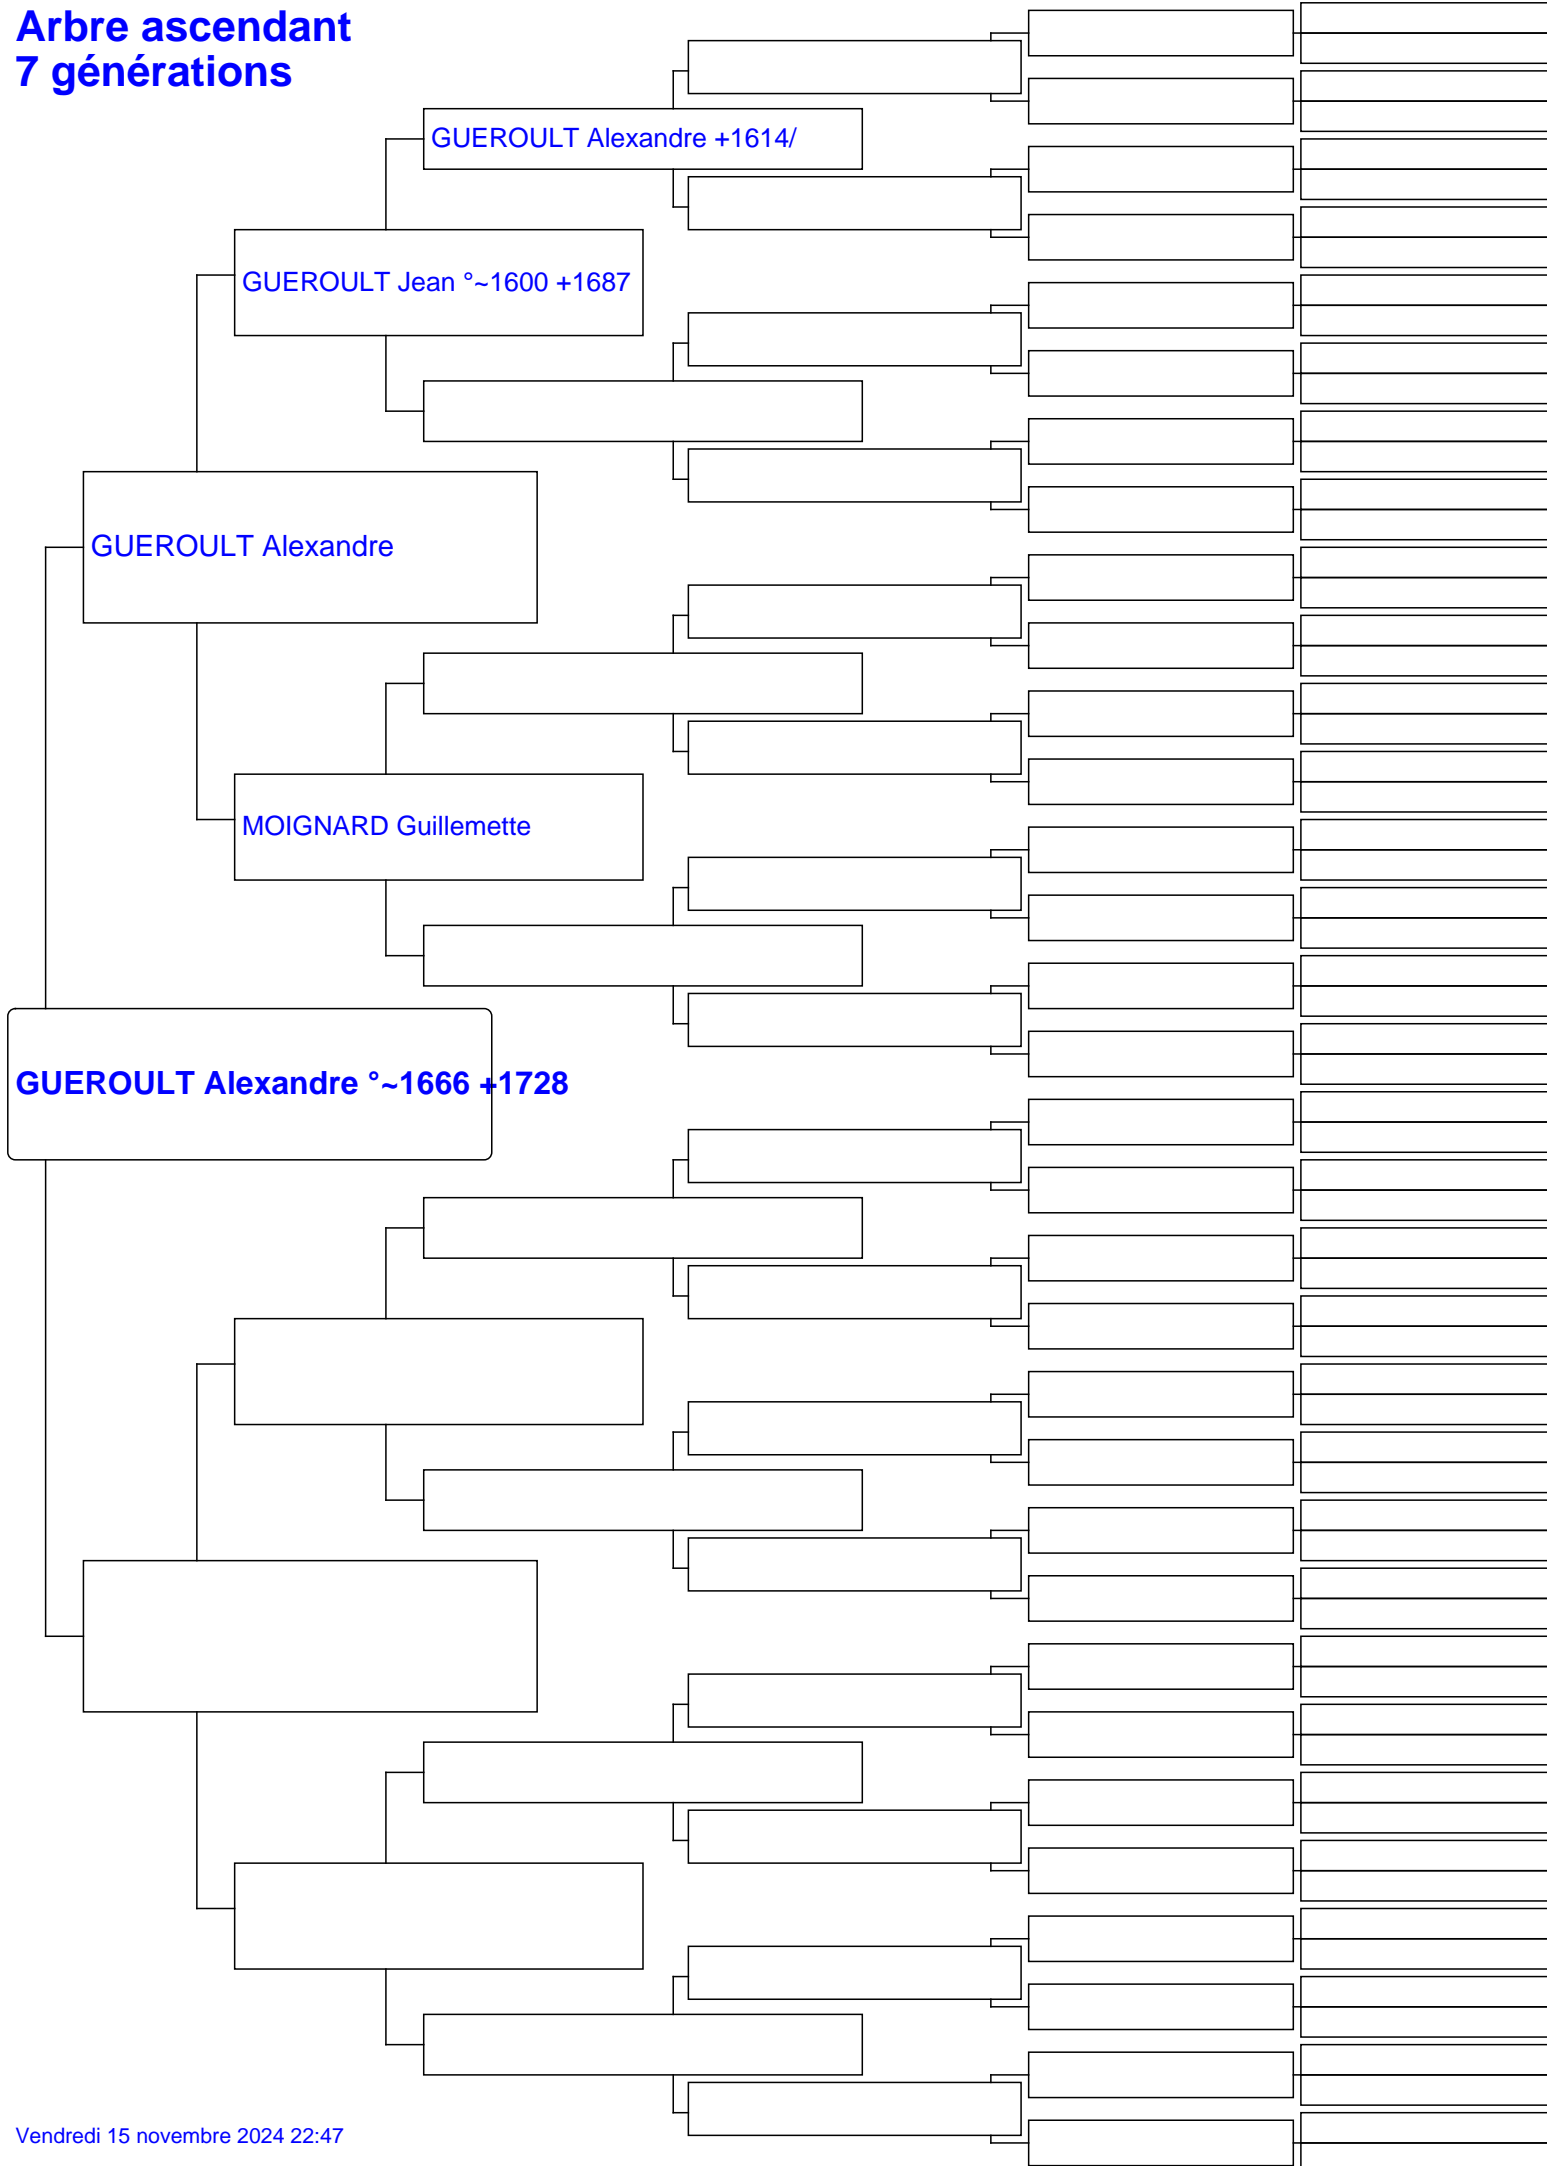 Arbre ascendant
7 générations
GUEROULT Alexandre +1614/
GUEROULT Jean °~1600 +1687
GUEROULT Alexandre
MOIGNARD Guillemette
GUEROULT Alexandre °~1666 +1728
Vendredi 15 novembre 2024 22:47